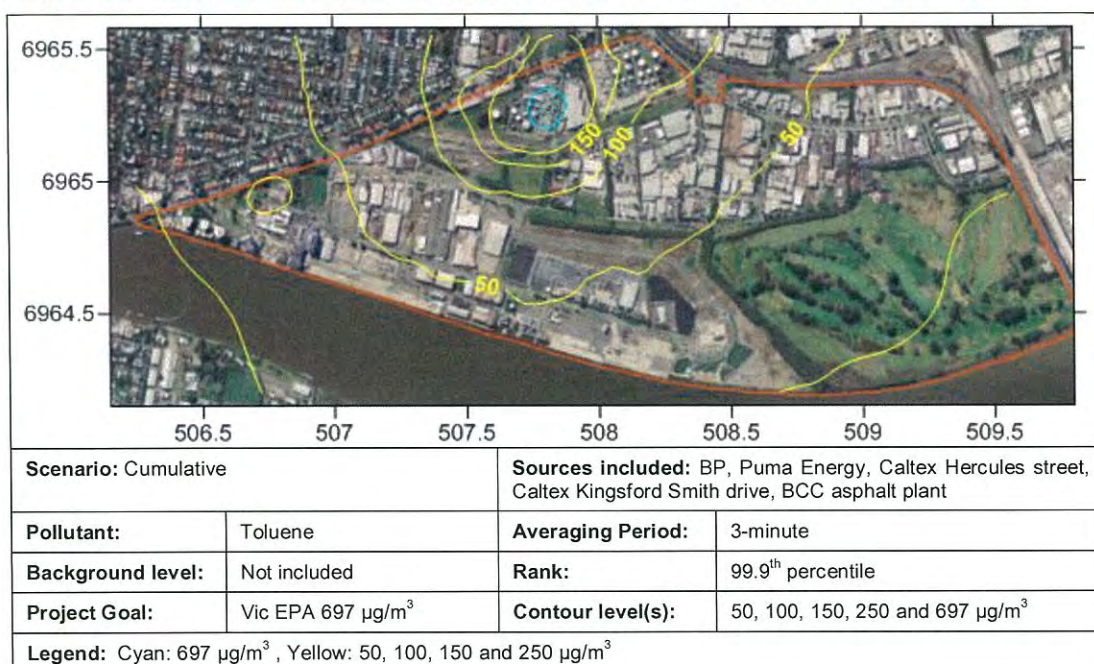 6965.5
150
100
50
6965
50
6964.5
506.5 507 507.5 508 508.5 509 509.5
Scenario: Cumulative
Sources included: BP, Puma Energy, Caltex Hercules street,
Caltex Kingsford Smith drive, BCC asphalt plant
Pollutant: Toluene Averaging Period: 3-minute
Background level: Not included Rank: 99.9th percentile
Project Goal: Vic EPA 697 µg/m³ Contour level(s): 50, 100, 150, 250 and 697 µg/m³
Legend: Cyan: 697 µg/m³ , Yellow: 50, 100, 150 and 250 µg/m³